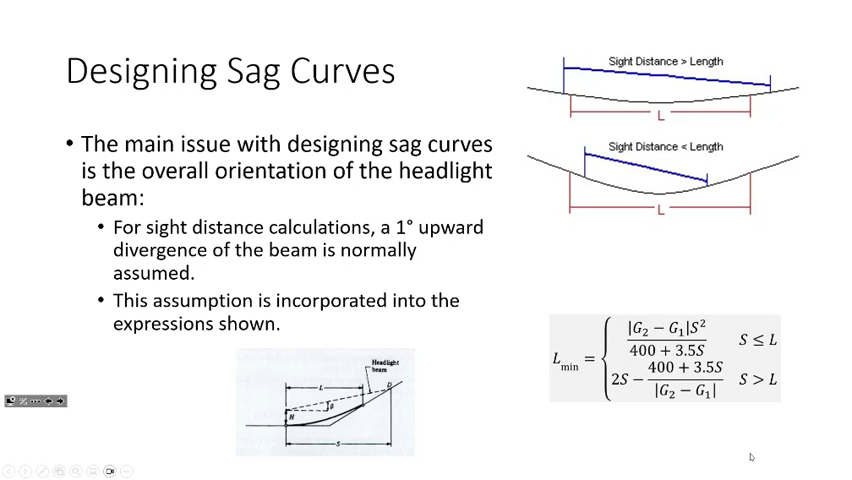 Designing Sag Curves
• The main issue with designing sag curves
is the overall orientation of the headlight
beam:
• For sight distance calculations, a 1° upward
divergence of the beam is normally
assumed.
• This assumption is incorporated into the
expressions shown.
Sight Distance > Length
L
Sight Distance < Length
L
L_min = { |G₂ − G₁|S² / (400 + 3.5S)   S ≤ L
2S − (400 + 3.5S) / |G₂ − G₁|   S > L
Headlight
beam
L
D
H
S